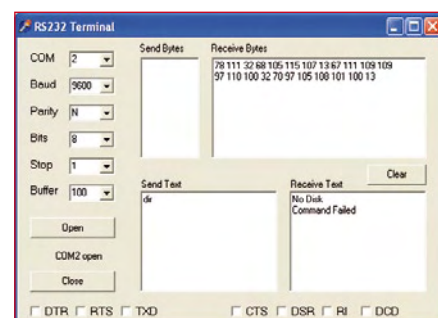 RS232 Terminal
COM 2
Send Bytes
Receive Bytes
78 111 32 68 105 115 107 13 67 111 109 109
97 110 100 32 70 97 105 108 101 100 13
Baud 9600
Parity N
Bits 8
Stop 1
Clear
Buffer 100
Send Text
dir
Receive Text
No Disk
Command Failed
Open
COM2 open
Close
DTR RTS TXD CTS DSR RI DCD